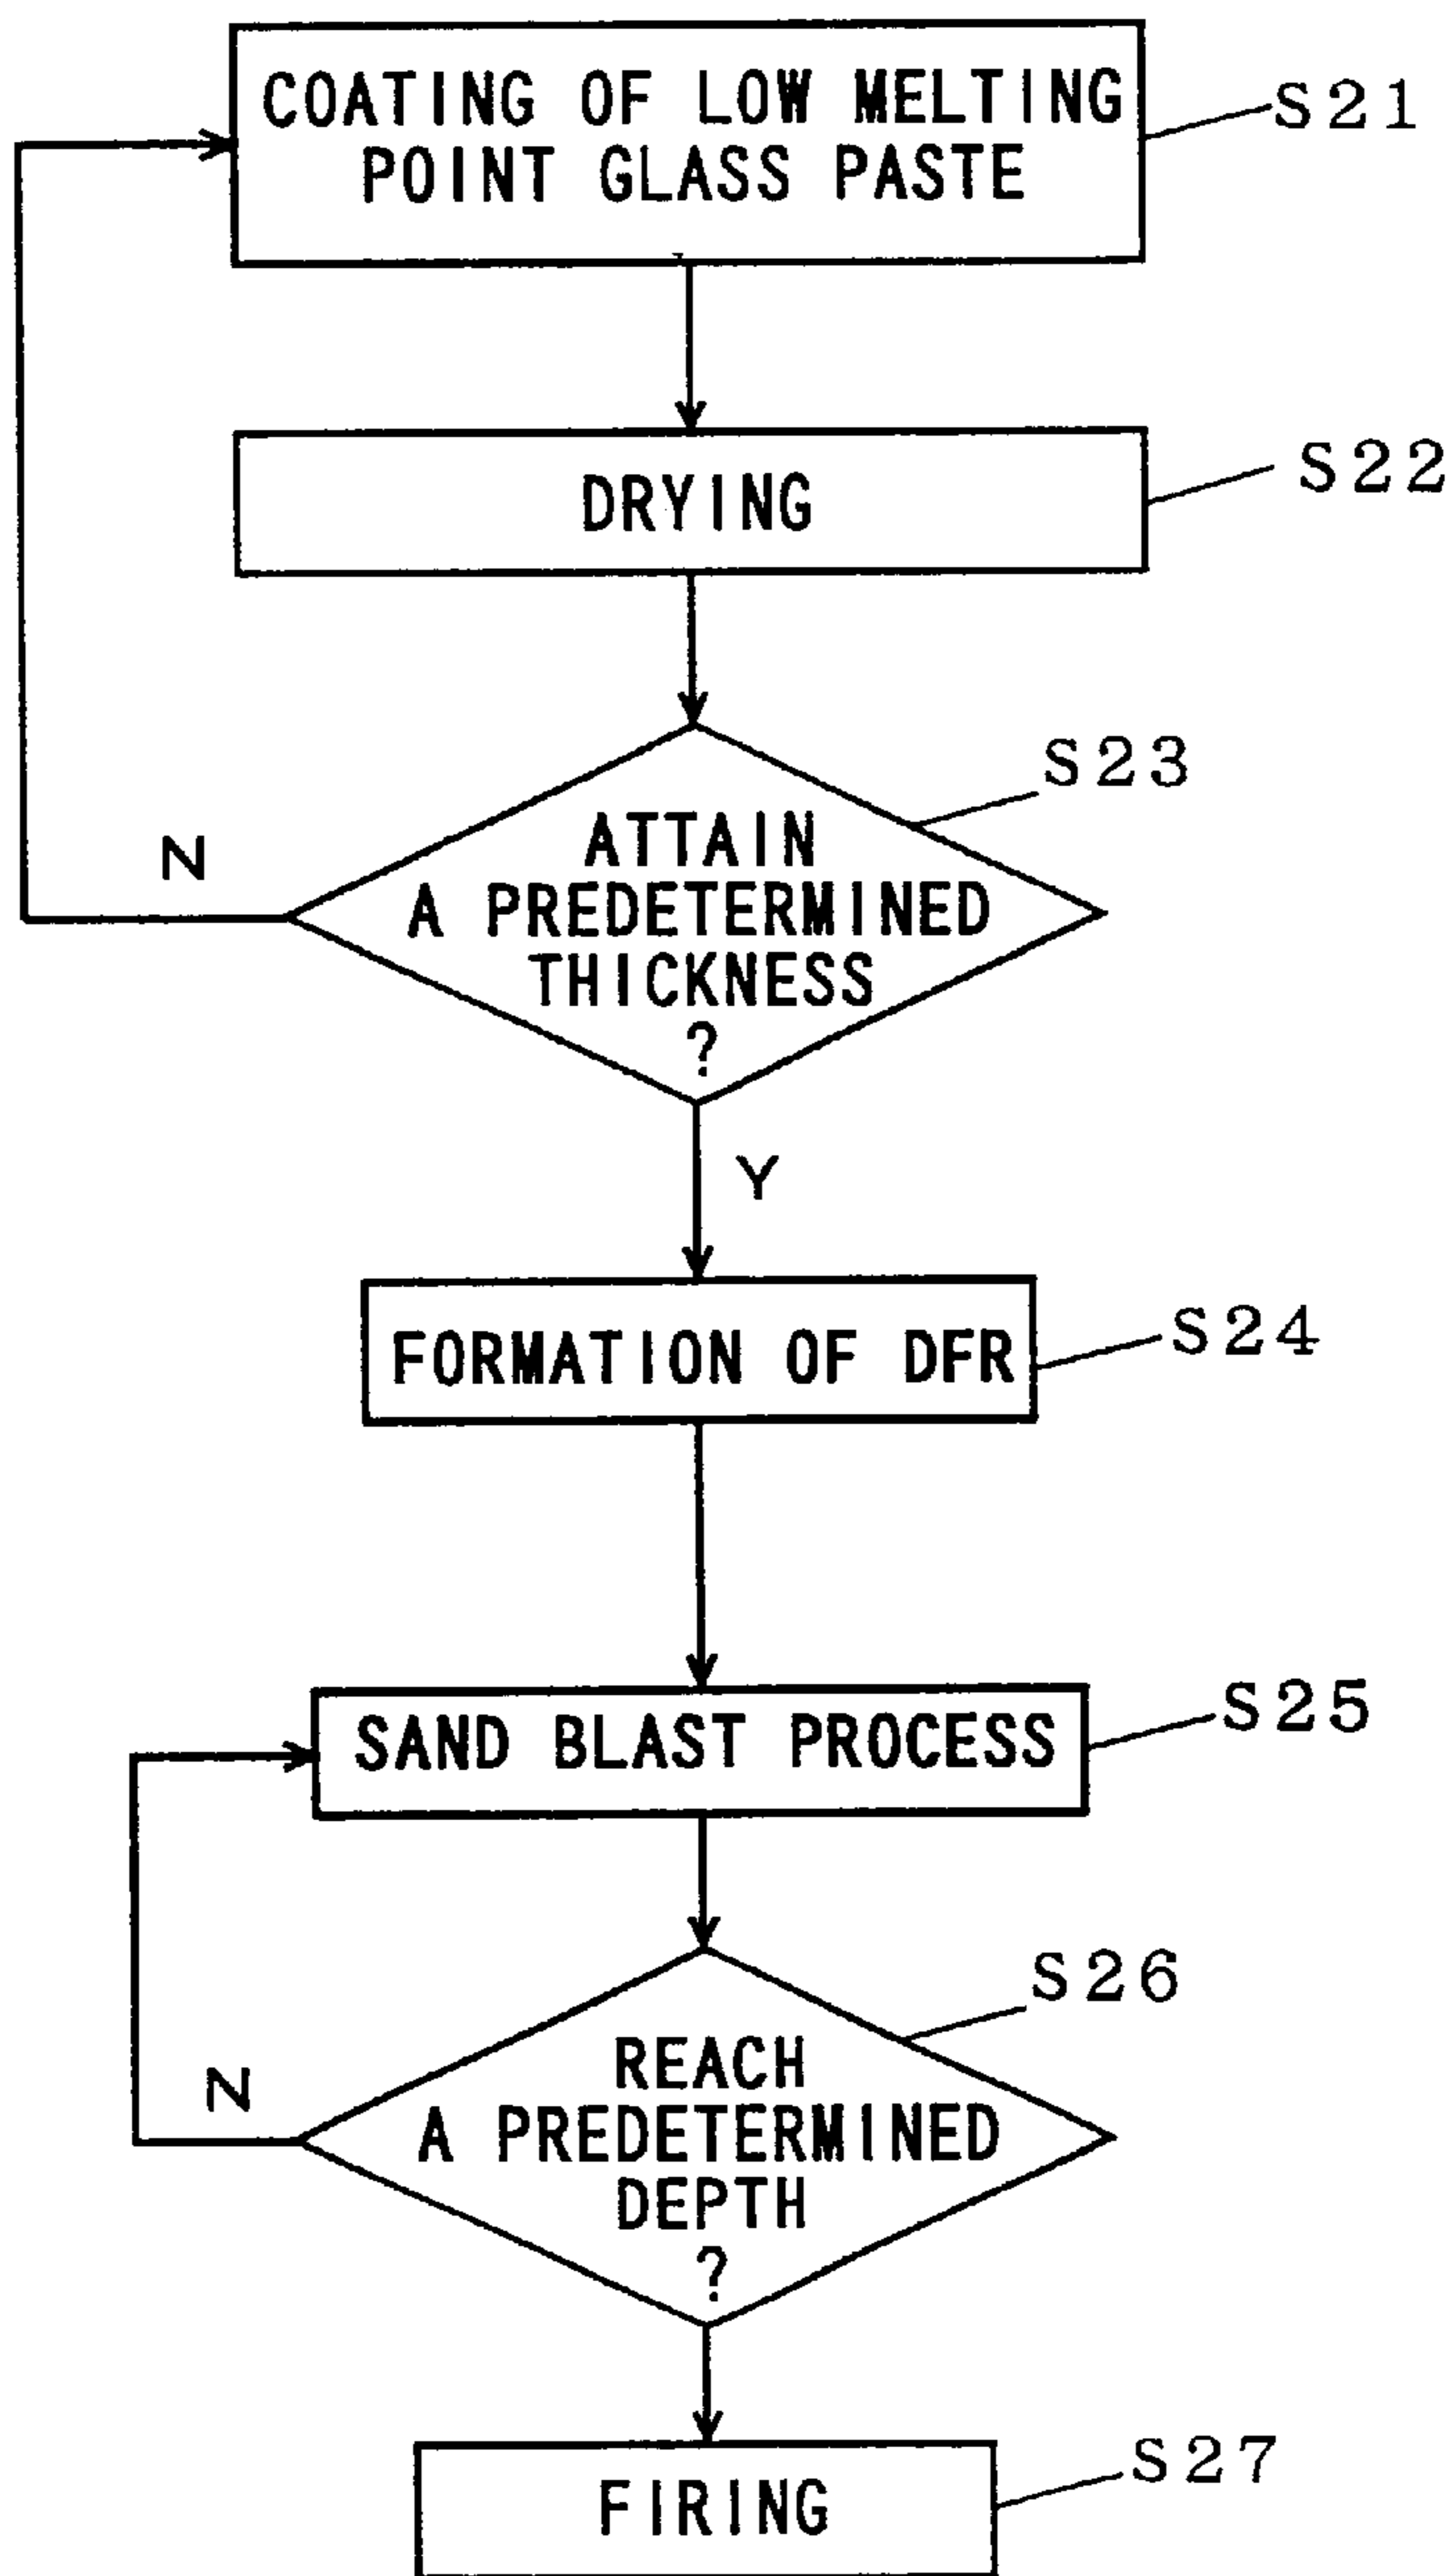 COATING OF LOW MELTING
POINT GLASS PASTE
S21
DRYING
S22
S23
N
ATTAIN
A PREDETERMINED
THICKNESS
?
Y
FORMATION OF DFR
S24
SAND BLAST PROCESS
S25
S26
N
REACH
A PREDETERMINED
DEPTH
?
FIRING
S27